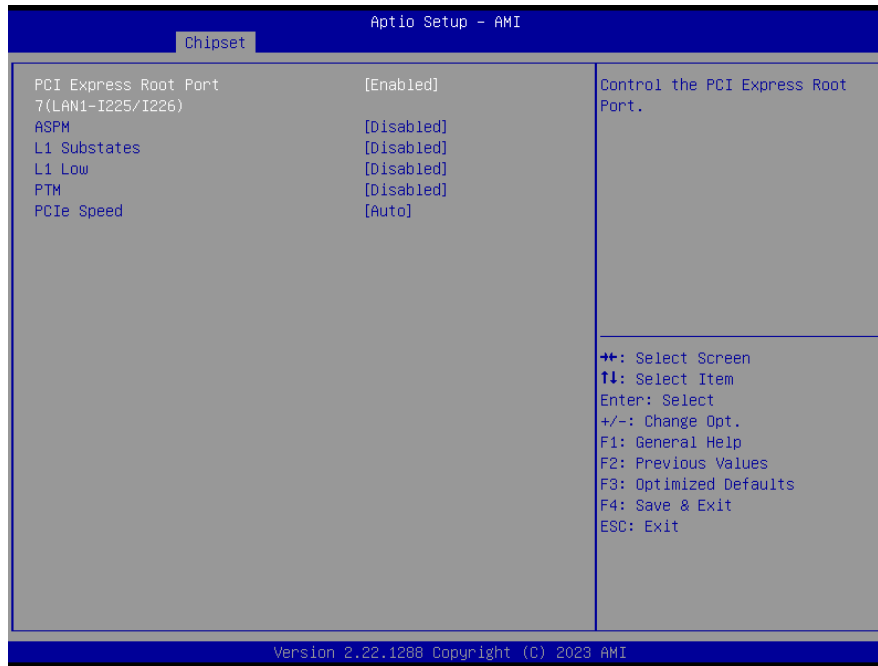 Aptio Setup – AMI
Chipset
PCI Express Root Port [Enabled]
7(LAN1-I225/I226)
ASPM [Disabled]
L1 Substates [Disabled]
L1 Low [Disabled]
PTM [Disabled]
PCIe Speed [Auto]
Control the PCI Express Root
Port.
→←: Select Screen
↑↓: Select Item
Enter: Select
+/-: Change Opt.
F1: General Help
F2: Previous Values
F3: Optimized Defaults
F4: Save & Exit
ESC: Exit
Version 2.22.1288 Copyright (C) 2023 AMI